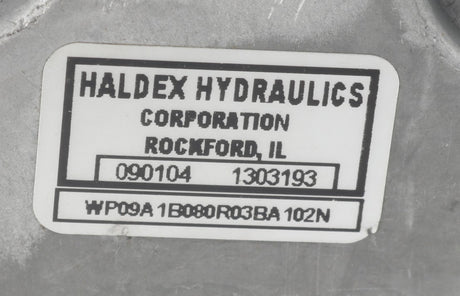 HALDEX HYDRAULICS
CORPORATION
ROCKFORD, IL
090104 1303193
WP09A1B080R03BA102N